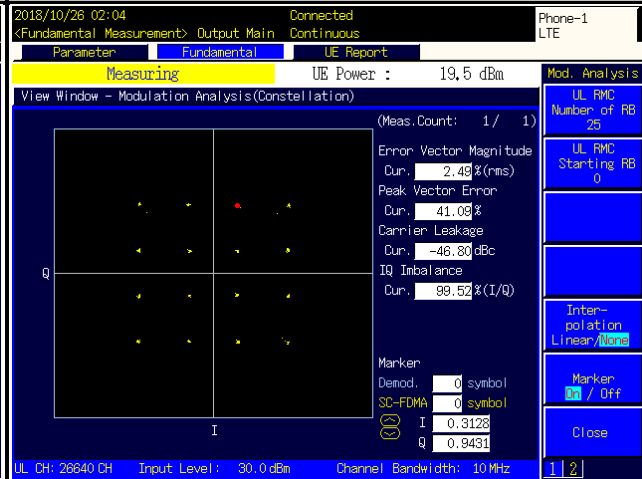 2018/10/26 02:04 Connected Phone-1
<Fundamental Measurement> Output Main Continuous LTE
Parameter Fundamental UE Report
Measuring UE Power : 19.5 dBm Mod. Analysis
View Window - Modulation Analysis(Constellation)
UL RMC
Number of RB
25
(Meas.Count: 1/ 1)
Error Vector Magnitude
Cur. 2.49 %(rms)
UL RMC
Starting RB
0
Peak Vector Error
Cur. 41.09 %
Carrier Leakage
Cur. -46.80 dBc
IQ Imbalance
Cur. 99.52 %(I/Q)
Q
I
Inter-
polation
Linear/None
Marker
Demod. 0 symbol
SC-FDMA 0 symbol
I 0.3128
Q 0.9431
Marker
On / Off
Close
UL CH: 26640 CH Input Level: 30.0 dBm Channel Bandwidth: 10 MHz 1 2